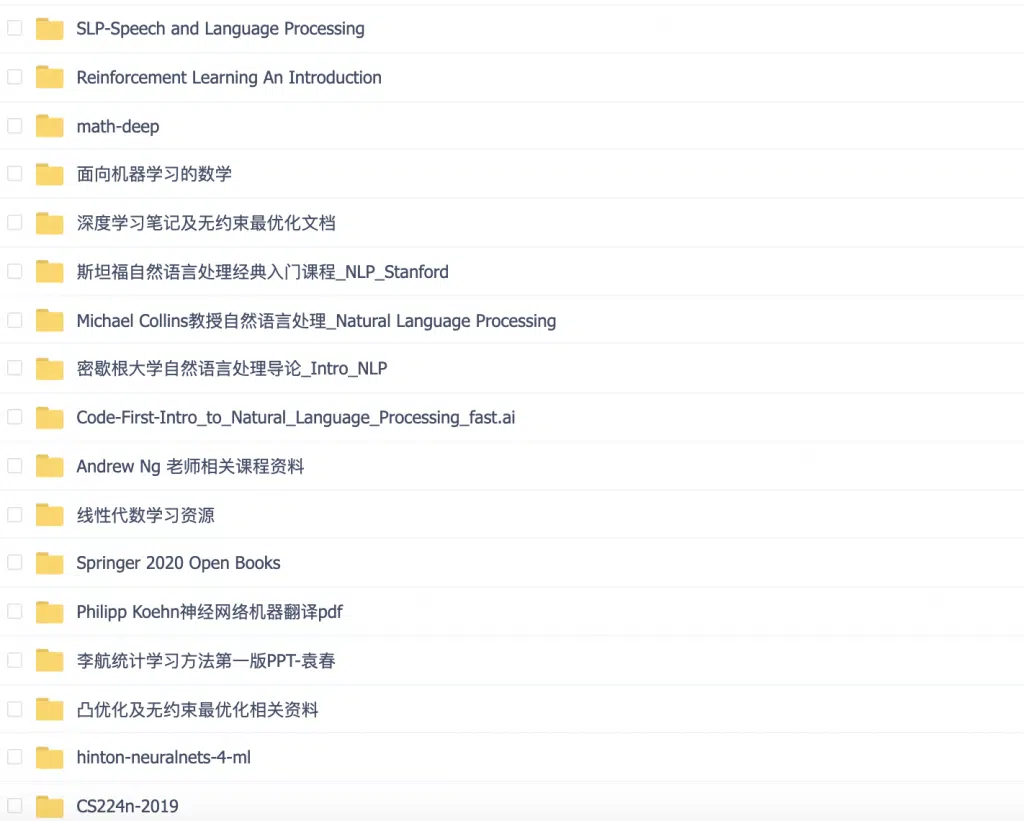 SLP-Speech and Language Processing
Reinforcement Learning An Introduction
math-deep
面向机器学习的数学
深度学习笔记及无约束最优化文档
斯坦福自然语言处理经典入门课程_NLP_Stanford
Michael Collins教授自然语言处理_Natural Language Processing
密歇根大学自然语言处理导论_Intro_NLP
Code-First-Intro_to_Natural_Language_Processing_fast.ai
Andrew Ng 老师相关课程资料
线性代数学习资源
Springer 2020 Open Books
Philipp Koehn神经网络机器翻译pdf
李航统计学习方法第一版PPT-袁春
凸优化及无约束最优化相关资料
hinton-neuralnets-4-ml
CS224n-2019